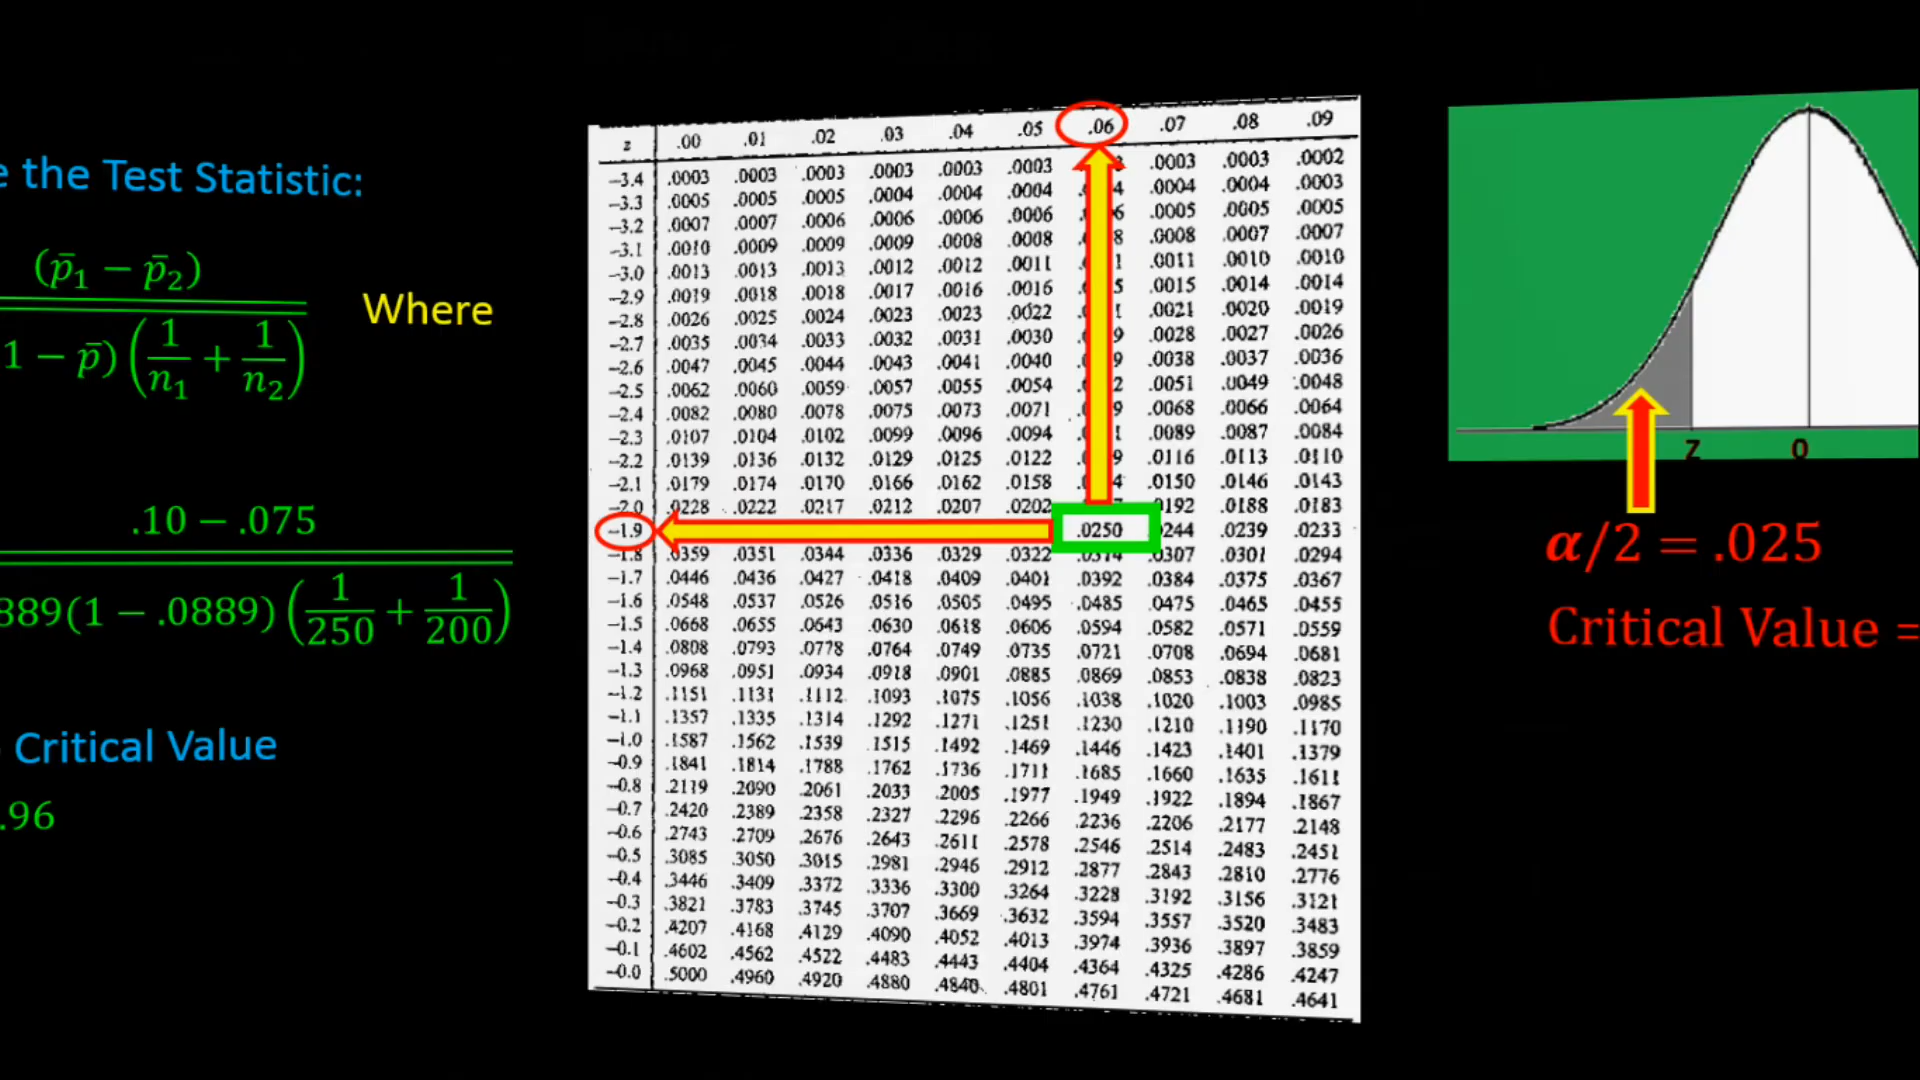 e the Test Statistic:
(p̄₁ − p̄₂)
1 − p̄)(1/n₁ + 1/n₂)
Where
.10 − .075
889(1 − .0889)(1/250 + 1/200)
Critical Value
.96
z .00 .01 .02 .03 .04 .05 .06 .07 .08 .09
−3.4 .0003 .0003 .0003 .0003 .0003 .0003 .0003 .0003 .0002
−3.3 .0005 .0005 .0005 .0004 .0004 .0004 4 .0004 .0004 .0003
−3.2 .0007 .0007 .0006 .0006 .0006 .0006 6 .0005 .0005 .0005
−3.1 .0010 .0009 .0009 .0009 .0008 .0008 8 .0008 .0007 .0007
−3.0 .0013 .0013 .0013 .0012 .0012 .0011 1 .0011 .0010 .0010
−2.9 .0019 .0018 .0018 .0017 .0016 .0016 5 .0015 .0014 .0014
−2.8 .0026 .0025 .0024 .0023 .0023 .0022 1 .0021 .0020 .0019
−2.7 .0035 .0034 .0033 .0032 .0031 .0030 9 .0028 .0027 .0026
−2.6 .0047 .0045 .0044 .0043 .0041 .0040 9 .0038 .0037 .0036
−2.5 .0062 .0060 .0059 .0057 .0055 .0054 2 .0051 .0049 .0048
−2.4 .0082 .0080 .0078 .0075 .0073 .0071 9 .0068 .0066 .0064
−2.3 .0107 .0104 .0102 .0099 .0096 .0094 1 .0089 .0087 .0084
−2.2 .0139 .0136 .0132 .0129 .0125 .0122 9 .0116 .0113 .0110
−2.1 .0179 .0174 .0170 .0166 .0162 .0158 4 .0150 .0146 .0143
−2.0 .0228 .0222 .0217 .0212 .0207 .0202 0192 .0188 .0183
−1.9 .0250 0244 .0239 .0233
−1.8 .0359 .0351 .0344 .0336 .0329 .0322 .0314 .0307 .0301 .0294
−1.7 .0446 .0436 .0427 .0418 .0409 .0401 .0392 .0384 .0375 .0367
−1.6 .0548 .0537 .0526 .0516 .0505 .0495 .0485 .0475 .0465 .0455
−1.5 .0668 .0655 .0643 .0630 .0618 .0606 .0594 .0582 .0571 .0559
−1.4 .0808 .0793 .0778 .0764 .0749 .0735 .0721 .0708 .0694 .0681
−1.3 .0968 .0951 .0934 .0918 .0901 .0885 .0869 .0853 .0838 .0823
−1.2 .1151 .1131 .1112 .1093 .1075 .1056 .1038 .1020 .1003 .0985
−1.1 .1357 .1335 .1314 .1292 .1271 .1251 .1230 .1210 .1190 .1170
−1.0 .1587 .1562 .1539 .1515 .1492 .1469 .1446 .1423 .1401 .1379
−0.9 .1841 .1814 .1788 .1762 .1736 .1711 .1685 .1660 .1635 .1611
−0.8 .2119 .2090 .2061 .2033 .2005 .1977 .1949 .1922 .1894 .1867
−0.7 .2420 .2389 .2358 .2327 .2296 .2266 .2236 .2206 .2177 .2148
−0.6 .2743 .2709 .2676 .2643 .2611 .2578 .2546 .2514 .2483 .2451
−0.5 .3085 .3050 .3015 .2981 .2946 .2912 .2877 .2843 .2810 .2776
−0.4 .3446 .3409 .3372 .3336 .3300 .3264 .3228 .3192 .3156 .3121
−0.3 .3821 .3783 .3745 .3707 .3669 .3632 .3594 .3557 .3520 .3483
−0.2 .4207 .4168 .4129 .4090 .4052 .4013 .3974 .3936 .3897 .3859
−0.1 .4602 .4562 .4522 .4483 .4443 .4404 .4364 .4325 .4286 .4247
−0.0 .5000 .4960 .4920 .4880 .4840 .4801 .4761 .4721 .4681 .4641
z 0
α/2 = .025
Critical Value =